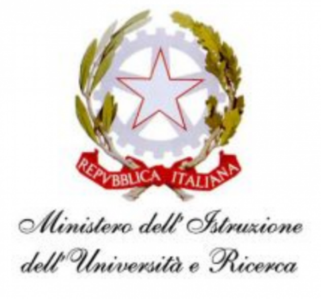 REPVBBLICA ITALIANA
Ministero dell'Istruzione
dell'Università e Ricerca